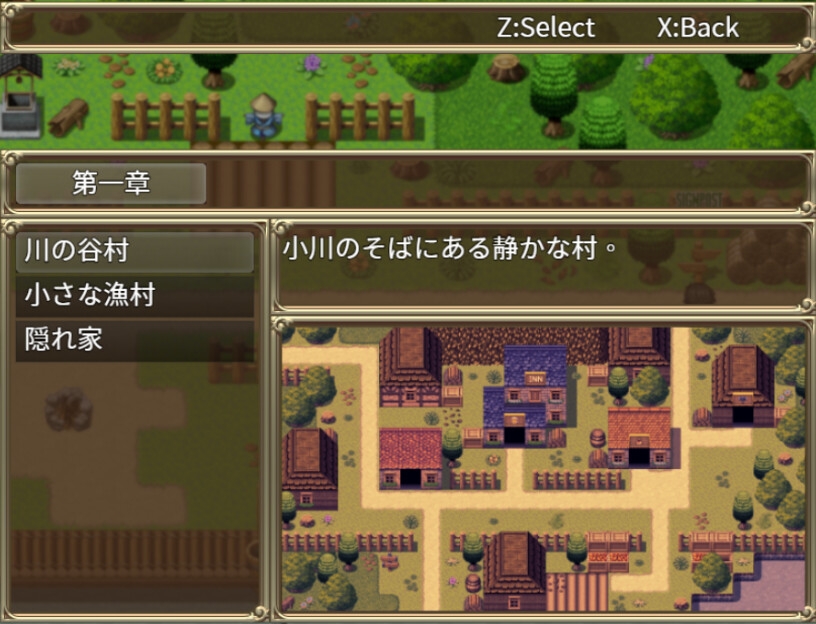 Z:Select X:Back
第一章
SIGNPOST
川の谷村
小さな漁村
隠れ家
小川のそばにある静かな村。
INN